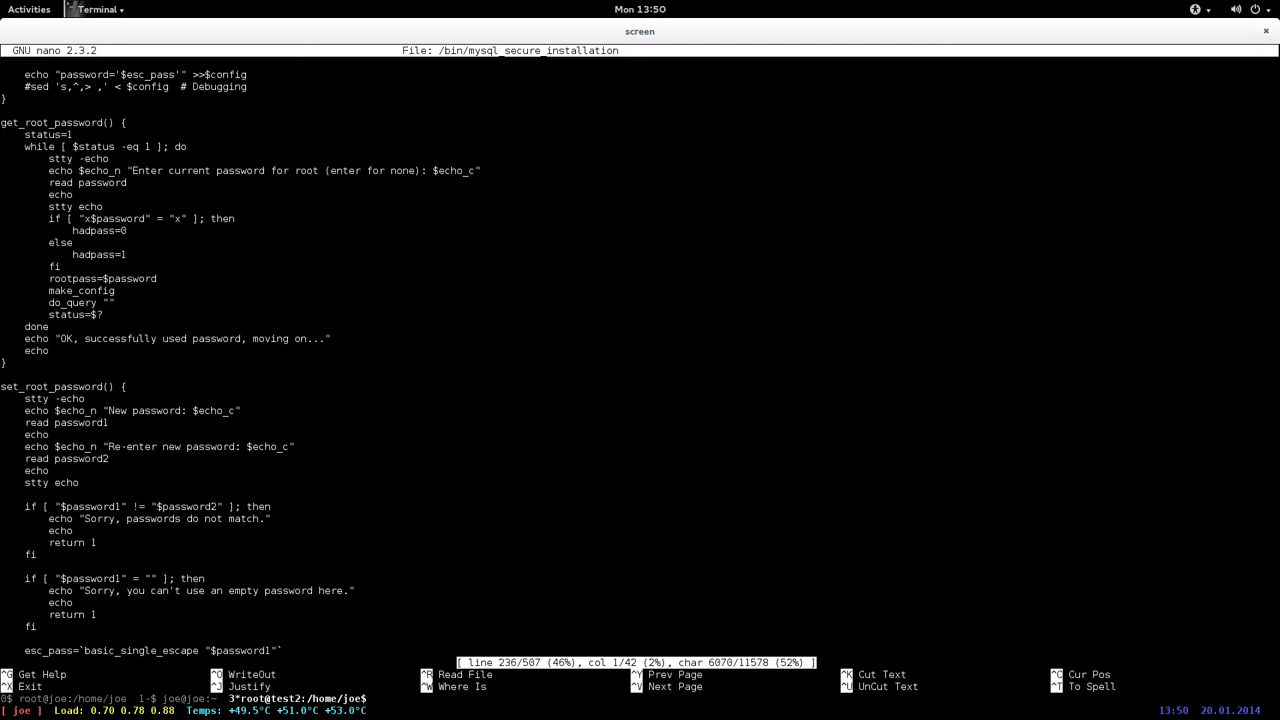 Activities Terminal Mon 13:50
screen ×
GNU nano 2.3.2 File: /bin/mysql_secure_installation
echo "password='$esc_pass'" >>$config
#sed 's,^,> ,' < $config  # Debugging
}
get_root_password() {
status=1
while [ $status -eq 1 ]; do
stty -echo
echo $echo_n "Enter current password for root (enter for none): $echo_c"
read password
echo
stty echo
if [ "x$password" = "x" ]; then
hadpass=0
else
hadpass=1
fi
rootpass=$password
make_config
do_query ""
status=$?
done
echo "OK, successfully used password, moving on..."
echo
}
set_root_password() {
stty -echo
echo $echo_n "New password: $echo_c"
read password1
echo
echo $echo_n "Re-enter new password: $echo_c"
read password2
echo
stty echo
if [ "$password1" != "$password2" ]; then
echo "Sorry, passwords do not match."
echo
return 1
fi
if [ "$password1" = "" ]; then
echo "Sorry, you can't use an empty password here."
echo
return 1
fi
esc_pass=`basic_single_escape "$password1"`
[ line 236/507 (46%), col 1/42 (2%), char 6070/11578 (52%) ]
^G Get Help ^O WriteOut ^R Read File ^Y Prev Page ^K Cut Text ^C Cur Pos
^X Exit ^J Justify ^W Where Is ^V Next Page ^U UnCut Text ^T To Spell
0$ root@joe:/home/joe  1-$ joe@joe:~  3*root@test2:/home/joe$
[ joe ] Load: 0.70 0.78 0.88 Temps: +49.5°C +51.0°C +53.0°C 13:50 20.01.2014